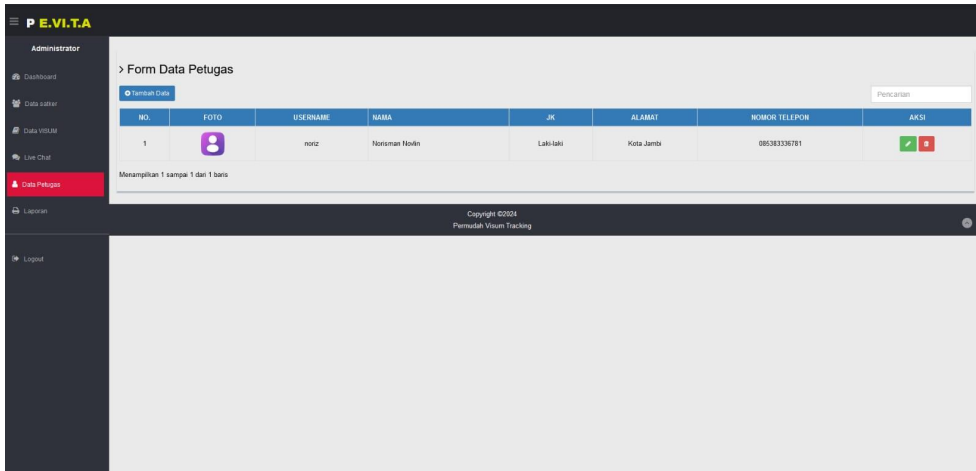 P E.VI.T.A
Administrator
Dashboard
Data satker
Data VISUM
Live Chat
Data Petugas
Laporan
Logout
> Form Data Petugas
Tambah Data
Pencarian
NO. FOTO USERNAME NAMA JK ALAMAT NOMOR TELEPON AKSI
1 noriz Norisman Novlin Laki-laki Kota Jambi 085383336781
Menampilkan 1 sampai 1 dari 1 baris
Copyright ©2024
Permudah Visum Tracking